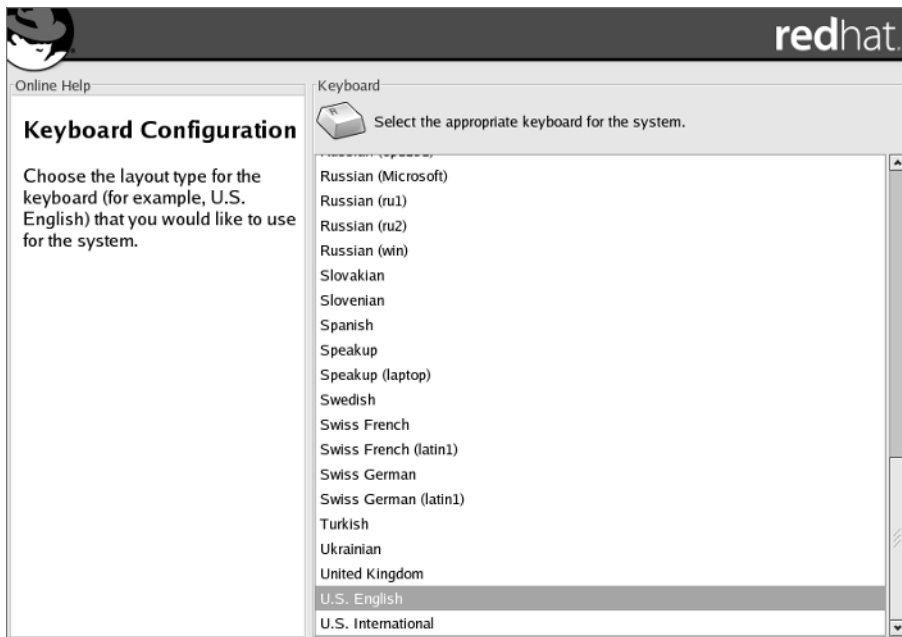 redhat.
Online Help
Keyboard Configuration
Choose the layout type for the
keyboard (for example, U.S.
English) that you would like to use
for the system.
Keyboard
R
Select the appropriate keyboard for the system.
Russian (Microsoft)
Russian (ru1)
Russian (ru2)
Russian (win)
Slovakian
Slovenian
Spanish
Speakup
Speakup (laptop)
Swedish
Swiss French
Swiss French (latin1)
Swiss German
Swiss German (latin1)
Turkish
Ukrainian
United Kingdom
U.S. English
U.S. International